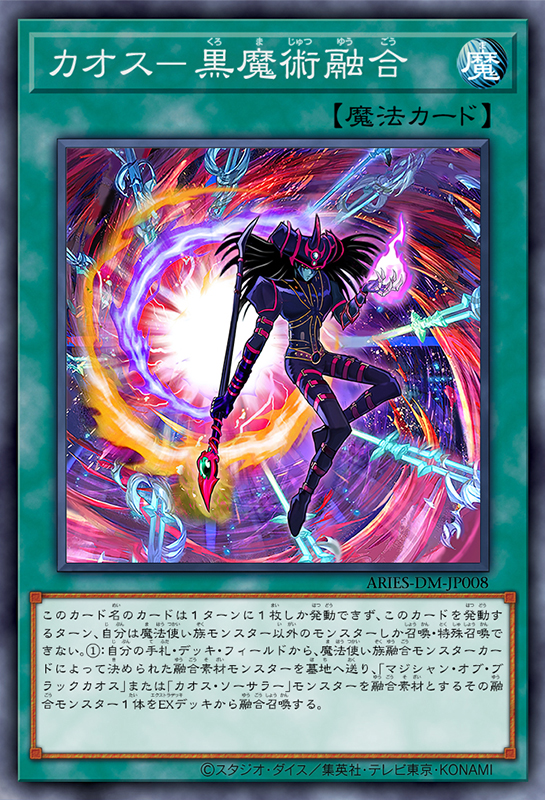 くろ ま じゅつ ゆう ごう
カオス－黒魔術融合
魔
【魔法カード】
ARIES-DM-JP008
このカード名のカードは１ターンに１枚しか発動できず、このカードを発動す
るターン、自分は魔法使い族モンスター以外のモンスターしか召喚・特殊召喚で
きない。①：自分の手札・デッキ・フィールドから、魔法使い族融合モンスターカー
ドによって決められた融合素材モンスターを墓地へ送り、「マジシャン・オブ・ブ
ラックカオス」または「カオス・ソーサラー」モンスターを融合素材とするその融
合モンスター１体をEXデッキから融合召喚する。
©スタジオ・ダイス／集英社・テレビ東京・KONAMI